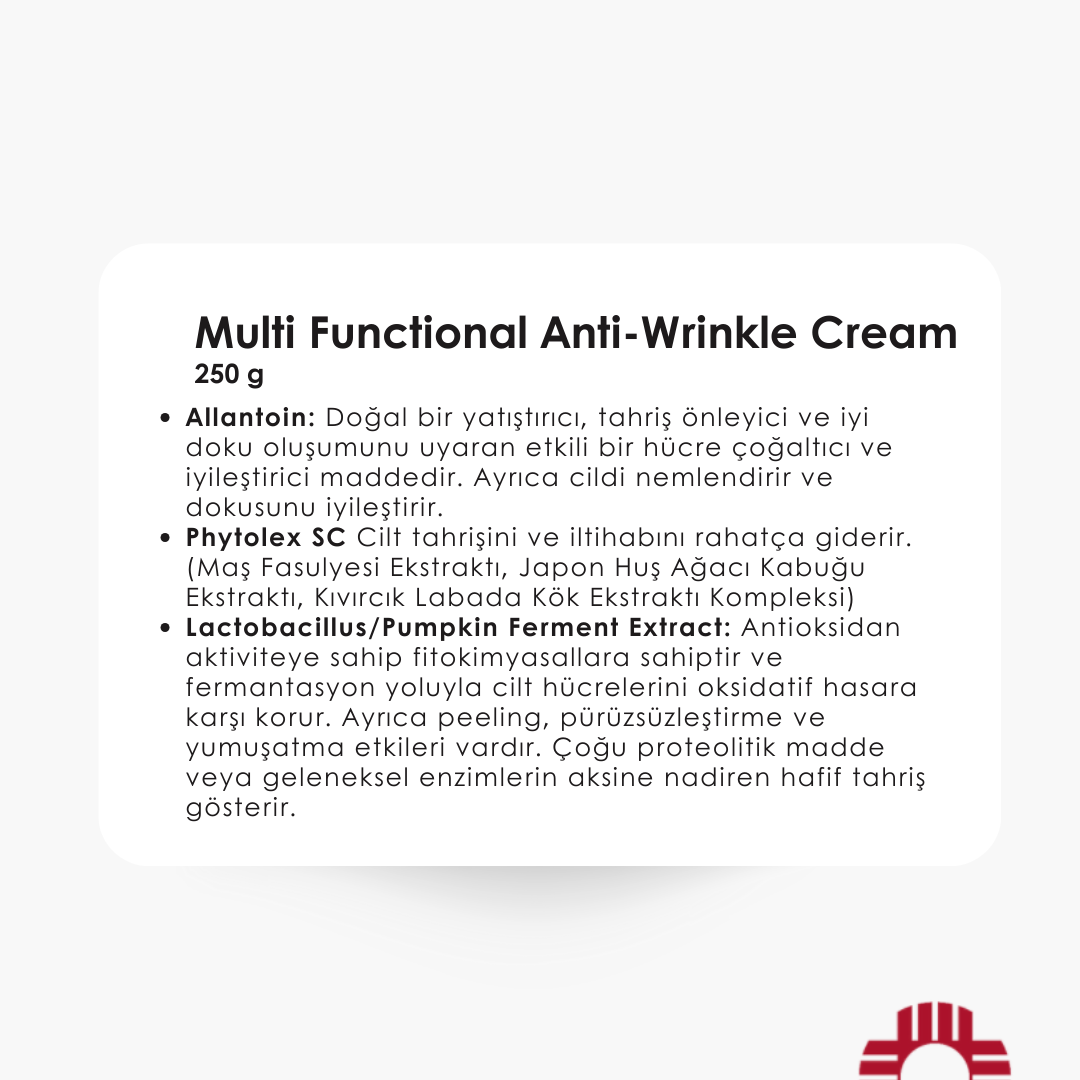 Multi Functional Anti-Wrinkle Cream
250 g
• Allantoin: Doğal bir yatıştırıcı, tahriş önleyici ve iyi
doku oluşumunu uyaran etkili bir hücre çoğaltıcı ve
iyileştirici maddedir. Ayrıca cildi nemlendirir ve
dokusunu iyileştirir.
• Phytolex SC Cilt tahrişini ve iltihabını rahatça giderir.
(Maş Fasulyesi Ekstraktı, Japon Huş Ağacı Kabuğu
Ekstraktı, Kıvırcık Labada Kök Ekstraktı Kompleksi)
• Lactobacillus/Pumpkin Ferment Extract: Antioksidan
aktiviteye sahip fitokimyasallara sahiptir ve
fermantasyon yoluyla cilt hücrelerini oksidatif hasara
karşı korur. Ayrıca peeling, pürüzsüzleştirme ve
yumuşatma etkileri vardır. Çoğu proteolitik madde
veya geleneksel enzimlerin aksine nadiren hafif tahriş
gösterir.